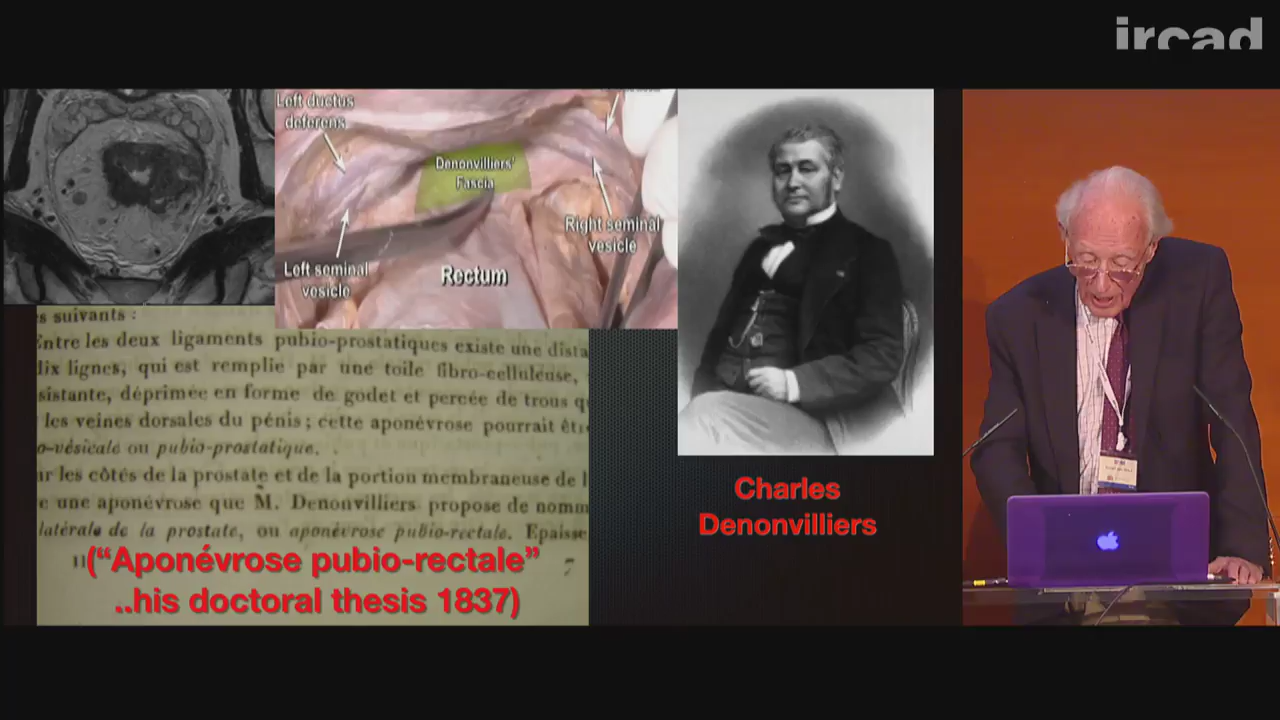 ircad
Left ductus
deferens
Denonvilliers'
Fascia
Right seminal
vesicle
Left seminal
vesicle
Rectum
s suivants :
Entre les deux ligaments pubio-prostatiques existe une dista
dix lignes, qui est remplie par une toile fibro-celluleuse,
sistante, déprimée en forme de godet et percée de trous q
les veines dorsales du pénis ; cette aponévrose pourrait êtr
o-vésicale ou pubio-prostatique.
ur les côtés de la prostate et de la portion membraneuse de l
e une aponévrose que M. Denonvilliers propose de nomm
latérale de la prostate, ou aponévrose pubio-rectale. Epaisse
11
7
(“Aponévrose pubio-rectale”
..his doctoral thesis 1837)
Charles
Denonvilliers